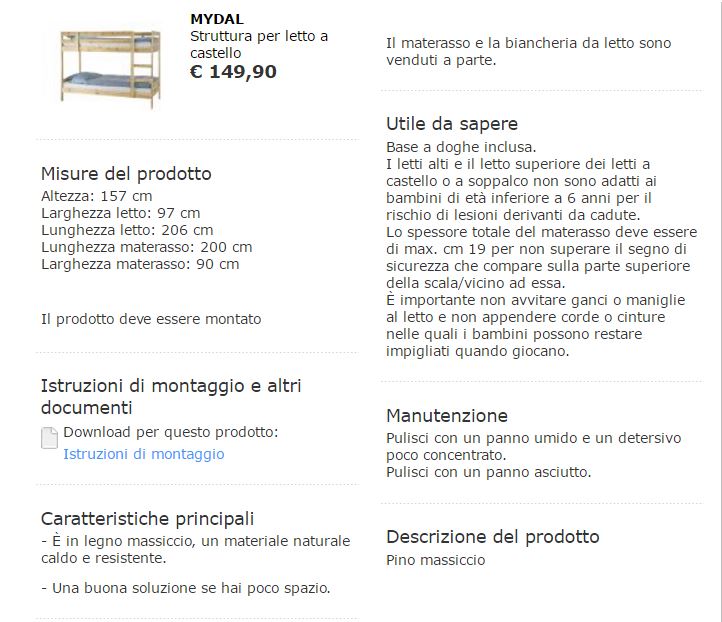 MYDAL
Struttura per letto a
castello
€ 149,90
Misure del prodotto
Altezza: 157 cm
Larghezza letto: 97 cm
Lunghezza letto: 206 cm
Lunghezza materasso: 200 cm
Larghezza materasso: 90 cm
Il prodotto deve essere montato
Istruzioni di montaggio e altri
documenti
Download per questo prodotto:
Istruzioni di montaggio
Caratteristiche principali
- È in legno massiccio, un materiale naturale
caldo e resistente.
- Una buona soluzione se hai poco spazio.
Il materasso e la biancheria da letto sono
venduti a parte.
Utile da sapere
Base a doghe inclusa.
I letti alti e il letto superiore dei letti a
castello o a soppalco non sono adatti ai
bambini di età inferiore a 6 anni per il
rischio di lesioni derivanti da cadute.
Lo spessore totale del materasso deve essere
di max. cm 19 per non superare il segno di
sicurezza che compare sulla parte superiore
della scala/vicino ad essa.
È importante non avvitare ganci o maniglie
al letto e non appendere corde o cinture
nelle quali i bambini possono restare
impigliati quando giocano.
Manutenzione
Pulisci con un panno umido e un detersivo
poco concentrato.
Pulisci con un panno asciutto.
Descrizione del prodotto
Pino massiccio